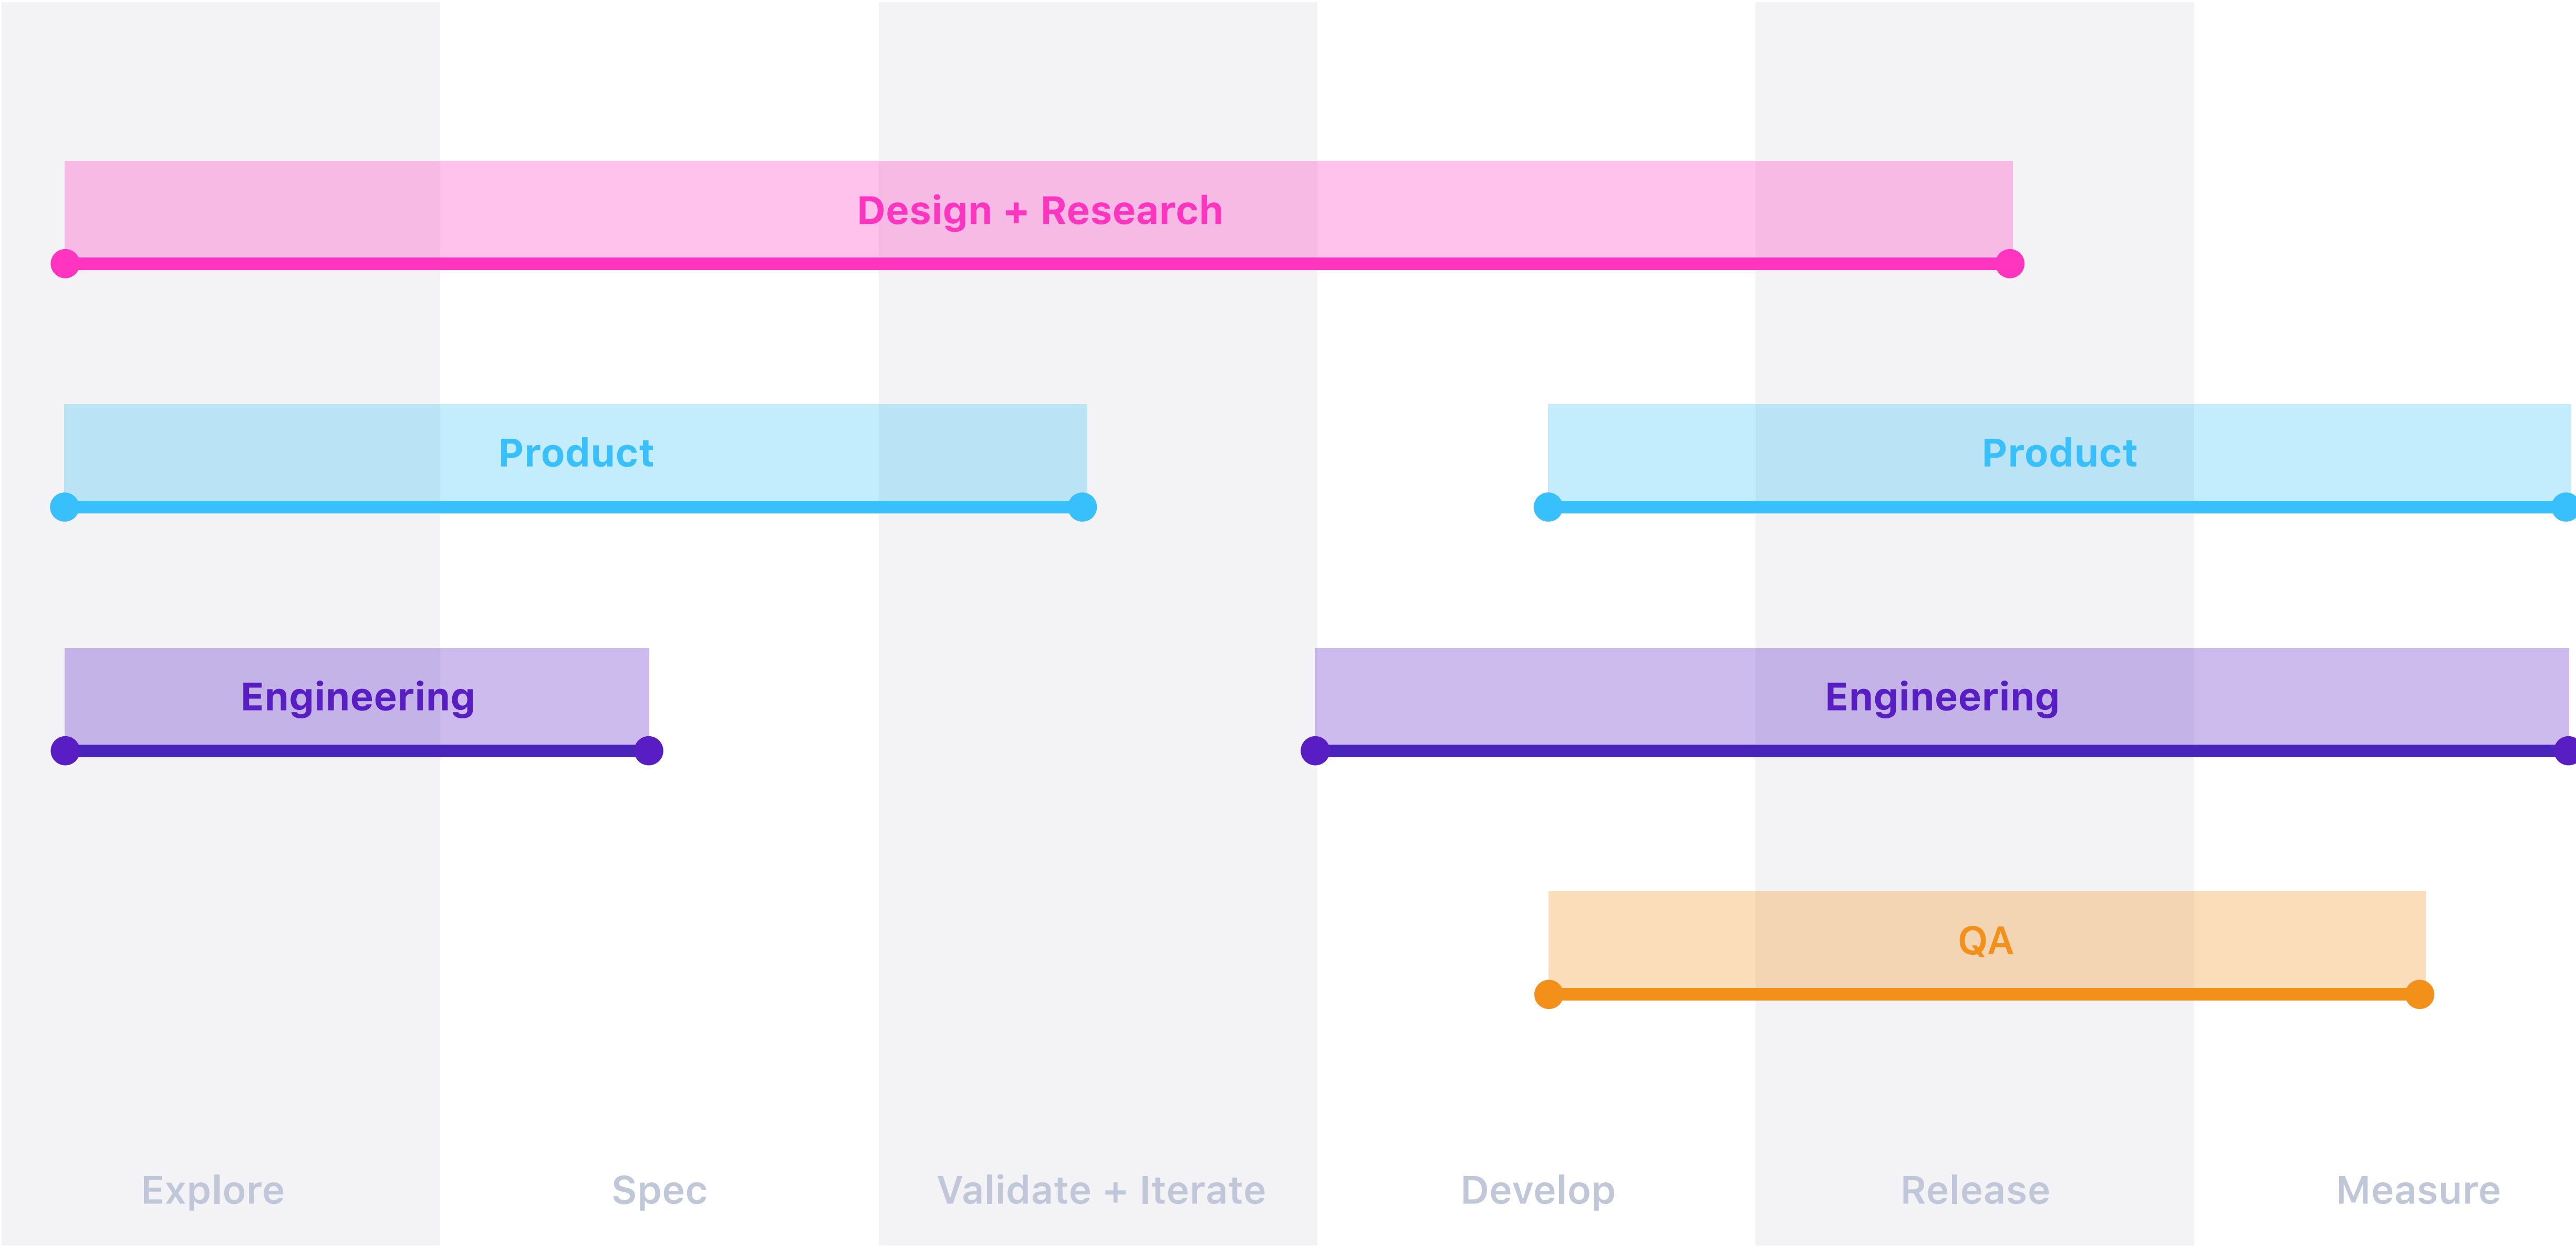 Design + Research
Product
Product
Engineering
Engineering
QA
Explore
Spec
Validate + Iterate
Develop
Release
Measure